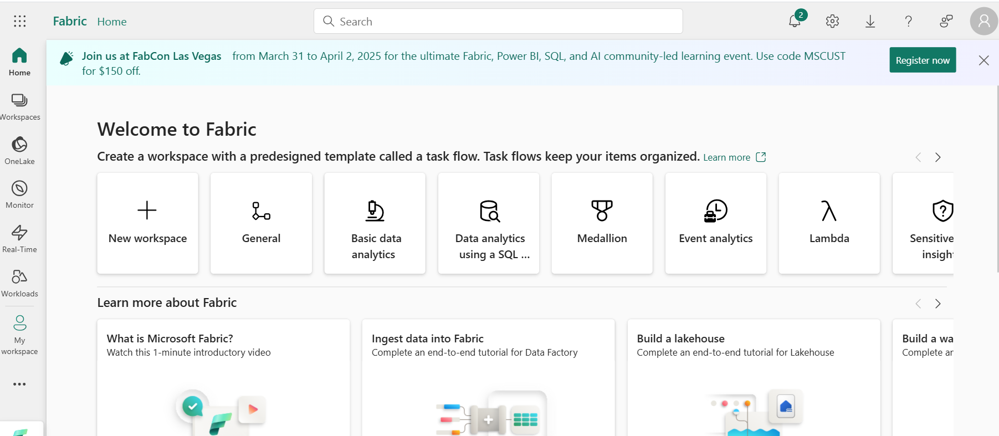 Fabric Home
Search
2
Join us at FabCon Las Vegas from March 31 to April 2, 2025 for the ultimate Fabric, Power BI, SQL, and AI community-led learning event. Use code MSCUST
for $150 off.
Register now
Home
Workspaces
OneLake
Monitor
Real-Time
Workloads
My
workspace
Welcome to Fabric
Create a workspace with a predesigned template called a task flow. Task flows keep your items organized. Learn more
New workspace
General
Basic data
analytics
Data analytics
using a SQL ...
Medallion
Event analytics
Lambda
Sensitive
insight
Learn more about Fabric
What is Microsoft Fabric?
Watch this 1-minute introductory video
Ingest data into Fabric
Complete an end-to-end tutorial for Data Factory
Build a lakehouse
Complete an end-to-end tutorial for Lakehouse
Build a wa
Complete ar